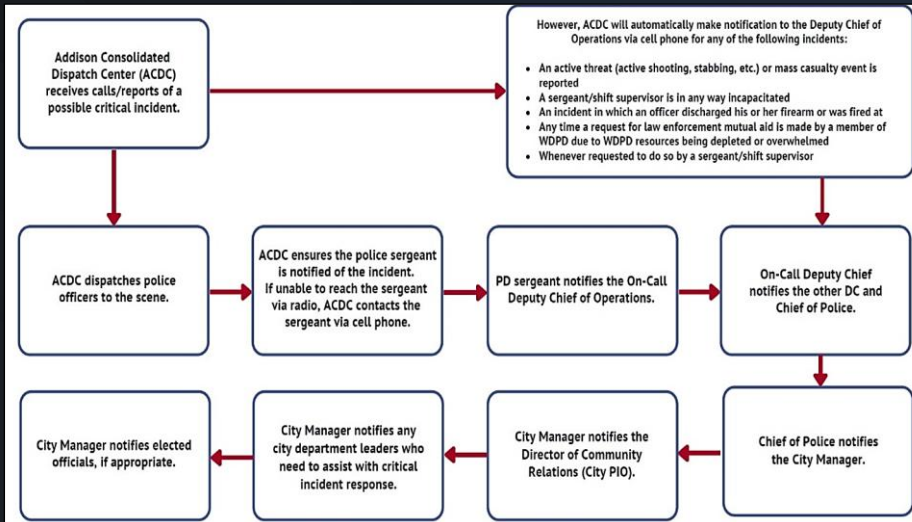 Addison Consolidated
Dispatch Center (ACDC)
receives calls/reports of a
possible critical incident.
However, ACDC will automatically make notification to the Deputy Chief of
Operations via cell phone for any of the following incidents:
• An active threat (active shooting, stabbing, etc.) or mass casualty event is
reported
• A sergeant/shift supervisor is in any way incapacitated
• An incident in which an officer discharged his or her firearm or was fired at
• Any time a request for law enforcement mutual aid is made by a member of
WDPD due to WDPD resources being depleted or overwhelmed
• Whenever requested to do so by a sergeant/shift supervisor
ACDC dispatches police
officers to the scene.
ACDC ensures the police sergeant
is notified of the incident.
If unable to reach the sergeant
via radio, ACDC contacts the
sergeant via cell phone.
PD sergeant notifies the On-Call
Deputy Chief of Operations.
On-Call Deputy Chief
notifies the other DC and
Chief of Police.
City Manager notifies elected
officials, if appropriate.
City Manager notifies any
city department leaders who
need to assist with critical
incident response.
City Manager notifies the
Director of Community
Relations (City PIO).
Chief of Police notifies
the City Manager.